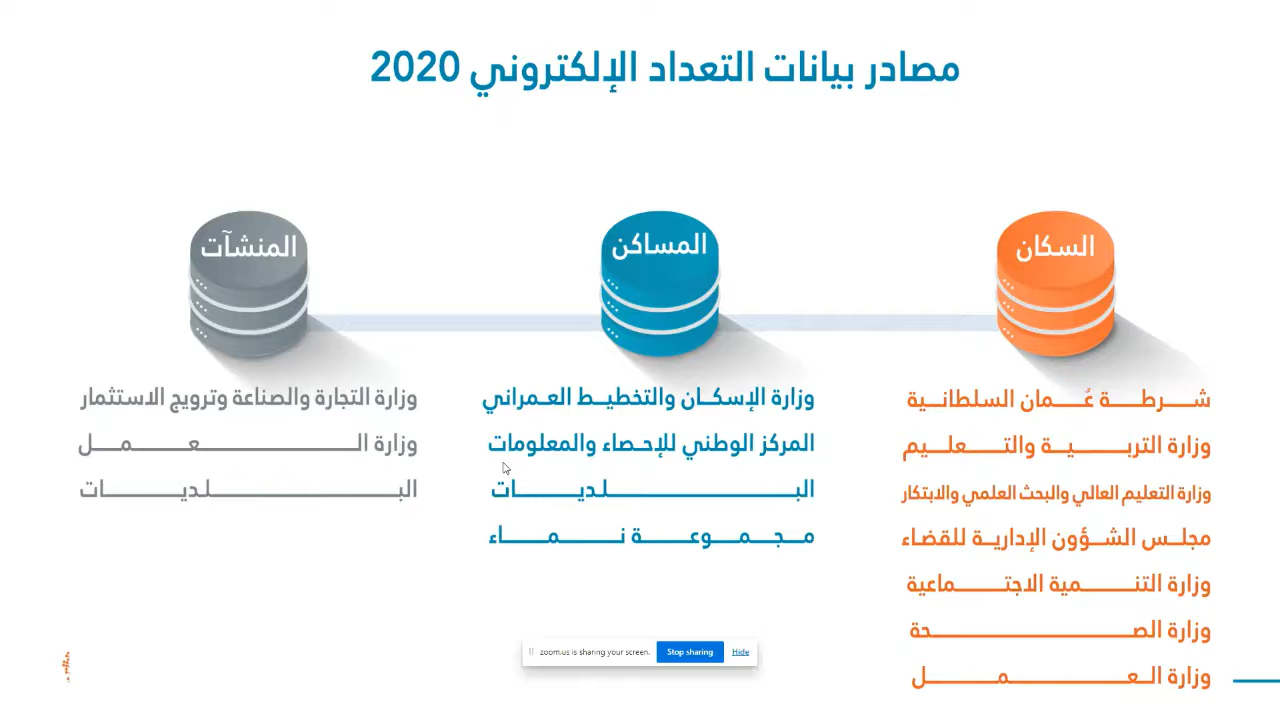 مصادر بيانات التعداد الإلكتروني 2020
السكان
شرطة عُمان السلطانية
وزارة التربية والتعليم
وزارة التعليم العالي والبحث العلمي والابتكار
مجلس الشؤون الإدارية للقضاء
وزارة التنمية الاجتماعية
وزارة الصحة
وزارة العمل
المساكن
وزارة الإسكان والتخطيط العمراني
المركز الوطني للإحصاء والمعلومات
البلديات
مجموعة نماء
المنشآت
وزارة التجارة والصناعة وترويج الاستثمار
وزارة العمل
البلديات
zoom.us is sharing your screen. Stop sharing Hide